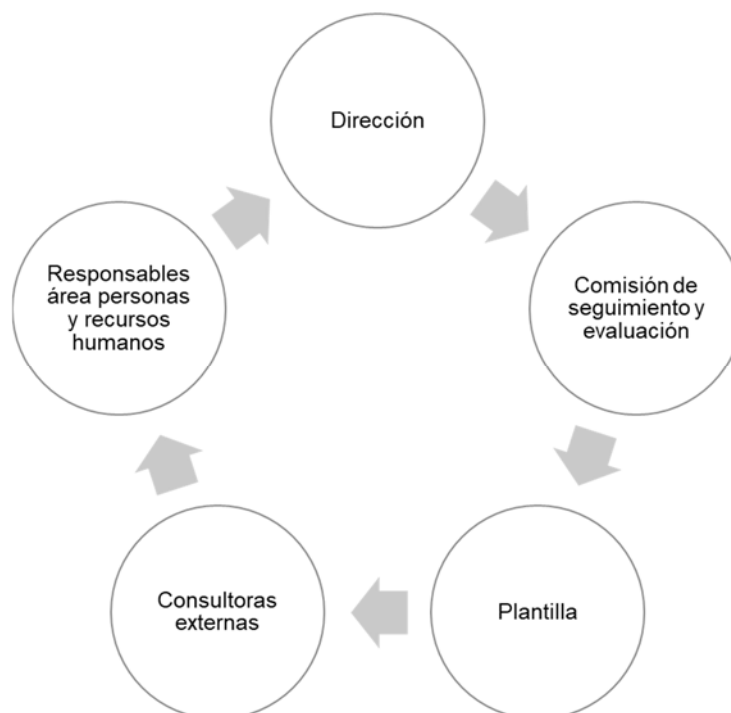 Dirección
Comisión de
seguimiento y
evaluación
Plantilla
Consultoras
externas
Responsables
área personas
y recursos
humanos